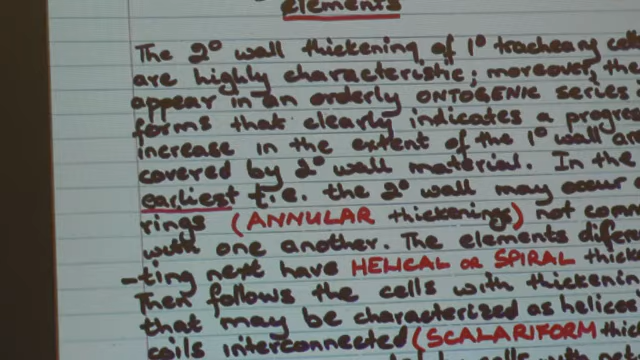 elements
The 2° wall thickening of 1° tracheary
are highly characteristic; moreover, the
appear in an orderly ONTOGENIC series
forms that clearly indicates a progres
increase in the extent of the 1° wall ar
covered by 2° wall material. In the
earliest t.e. the 2° wall may occur
rings (ANNULAR thickenings) not com
with one another. The elements differen
-ting next have HELICAL or SPIRAL thick
Then follows the cells with thickenin
that may be characterized as helices
coils interconnected (SCALARIFORM thic